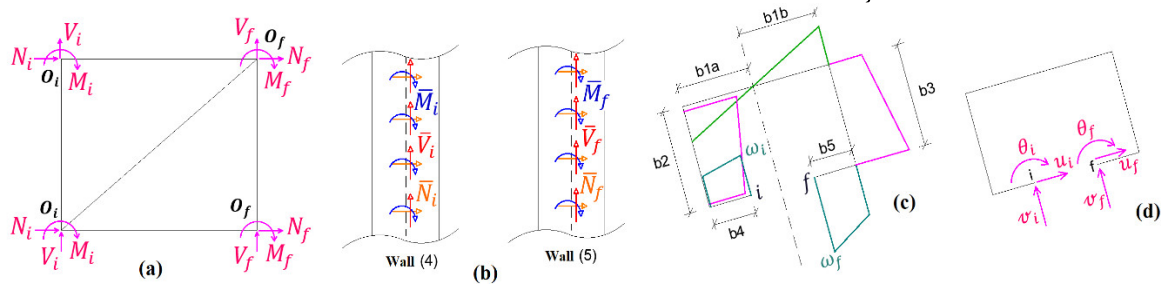 V_i
V_f
O_f
N_i
O_i
M_i
M_f
N_f
O_i
O_f
N_i
V_i
M_i
V_f
M_f
N_f
(a)
M̅_i
V̅_i
N̅_i
Wall (4)
M̅_f
V̅_f
N̅_f
Wall (5)
(b)
b1b
b1a
b3
b2
b5
ω_i
f
i
b4
ω_f
(c)
θ_i
θ_f
i
u_i
f
u_f
v_i
v_f
(d)